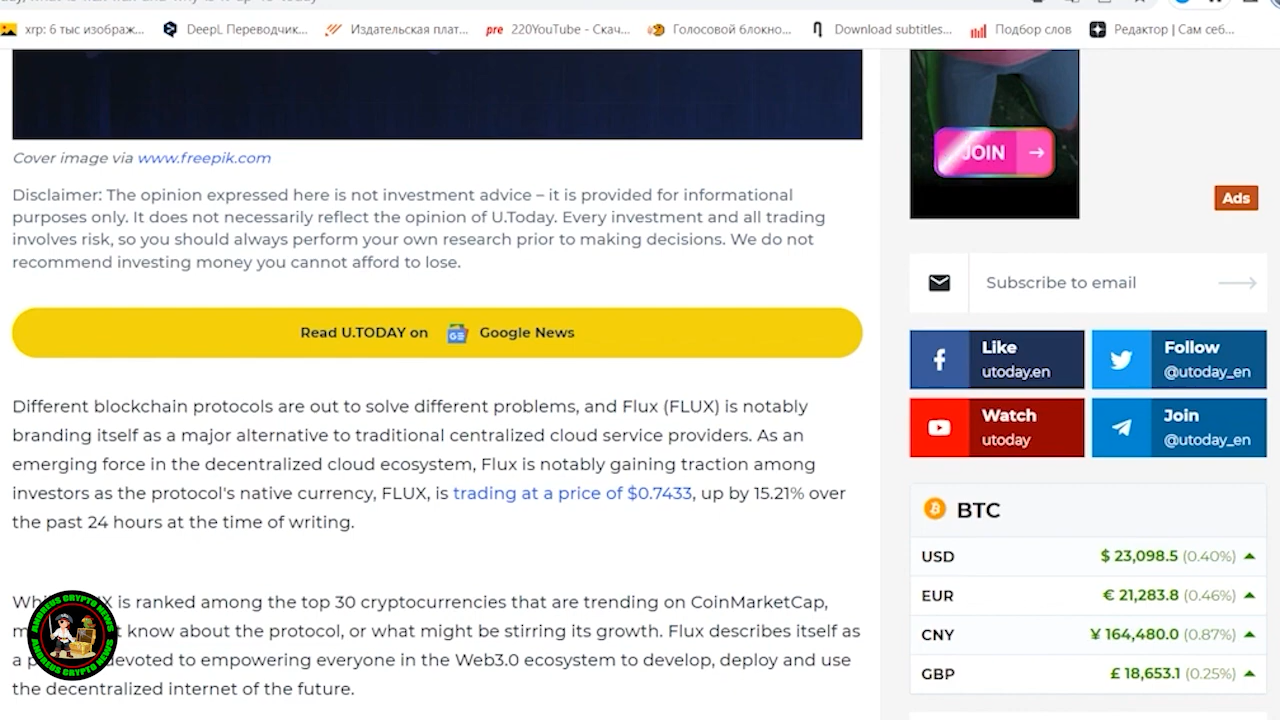 хгр: 6 тыс изображ...
DeepL Переводчик...
Издательская плат...
pre 220YouTube - Скач...
Голосовой блокно...
Download subtitles...
Подбор слов
Редактор | Сам себ...
Cover image via www.freepik.com
Disclaimer: The opinion expressed here is not investment advice – it is provided for informational
purposes only. It does not necessarily reflect the opinion of U.Today. Every investment and all trading
involves risk, so you should always perform your own research prior to making decisions. We do not
recommend investing money you cannot afford to lose.
Read U.TODAY on Google News
Different blockchain protocols are out to solve different problems, and Flux (FLUX) is notably
branding itself as a major alternative to traditional centralized cloud service providers. As an
emerging force in the decentralized cloud ecosystem, Flux is notably gaining traction among
investors as the protocol's native currency, FLUX, is trading at a price of $0.7433, up by 15.21% over
the past 24 hours at the time of writing.
is ranked among the top 30 cryptocurrencies that are trending on CoinMarketCap,
know about the protocol, or what might be stirring its growth. Flux describes itself as
a devoted to empowering everyone in the Web3.0 ecosystem to develop, deploy and use
the decentralized internet of the future.
ANDREUS CRYPTO NEWS
ANDREUS CRYPTO NEWS
JOIN
Ads
Subscribe to email
Like
utoday.en
Follow
@utoday_en
Watch
utoday
Join
@utoday_en
BTC
USD $ 23,098.5 (0.40%)
EUR € 21,283.8 (0.46%)
CNY ¥ 164,480.0 (0.87%)
GBP £ 18,653.1 (0.25%)